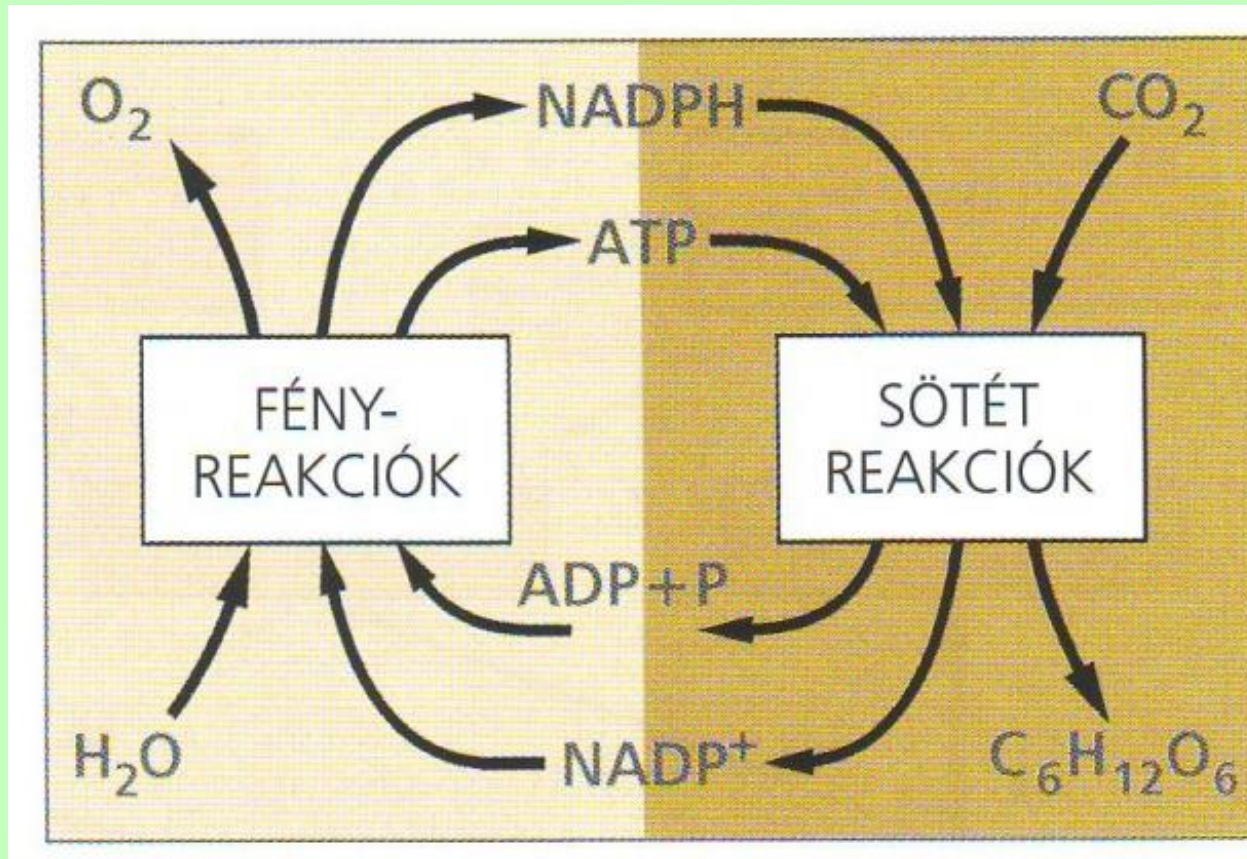 O₂
NADPH
CO₂
ATP
FÉNY-
REAKCIÓK
SÖTÉT
REAKCIÓK
ADP+P
H₂O
NADP⁺
C₆H₁₂O₆